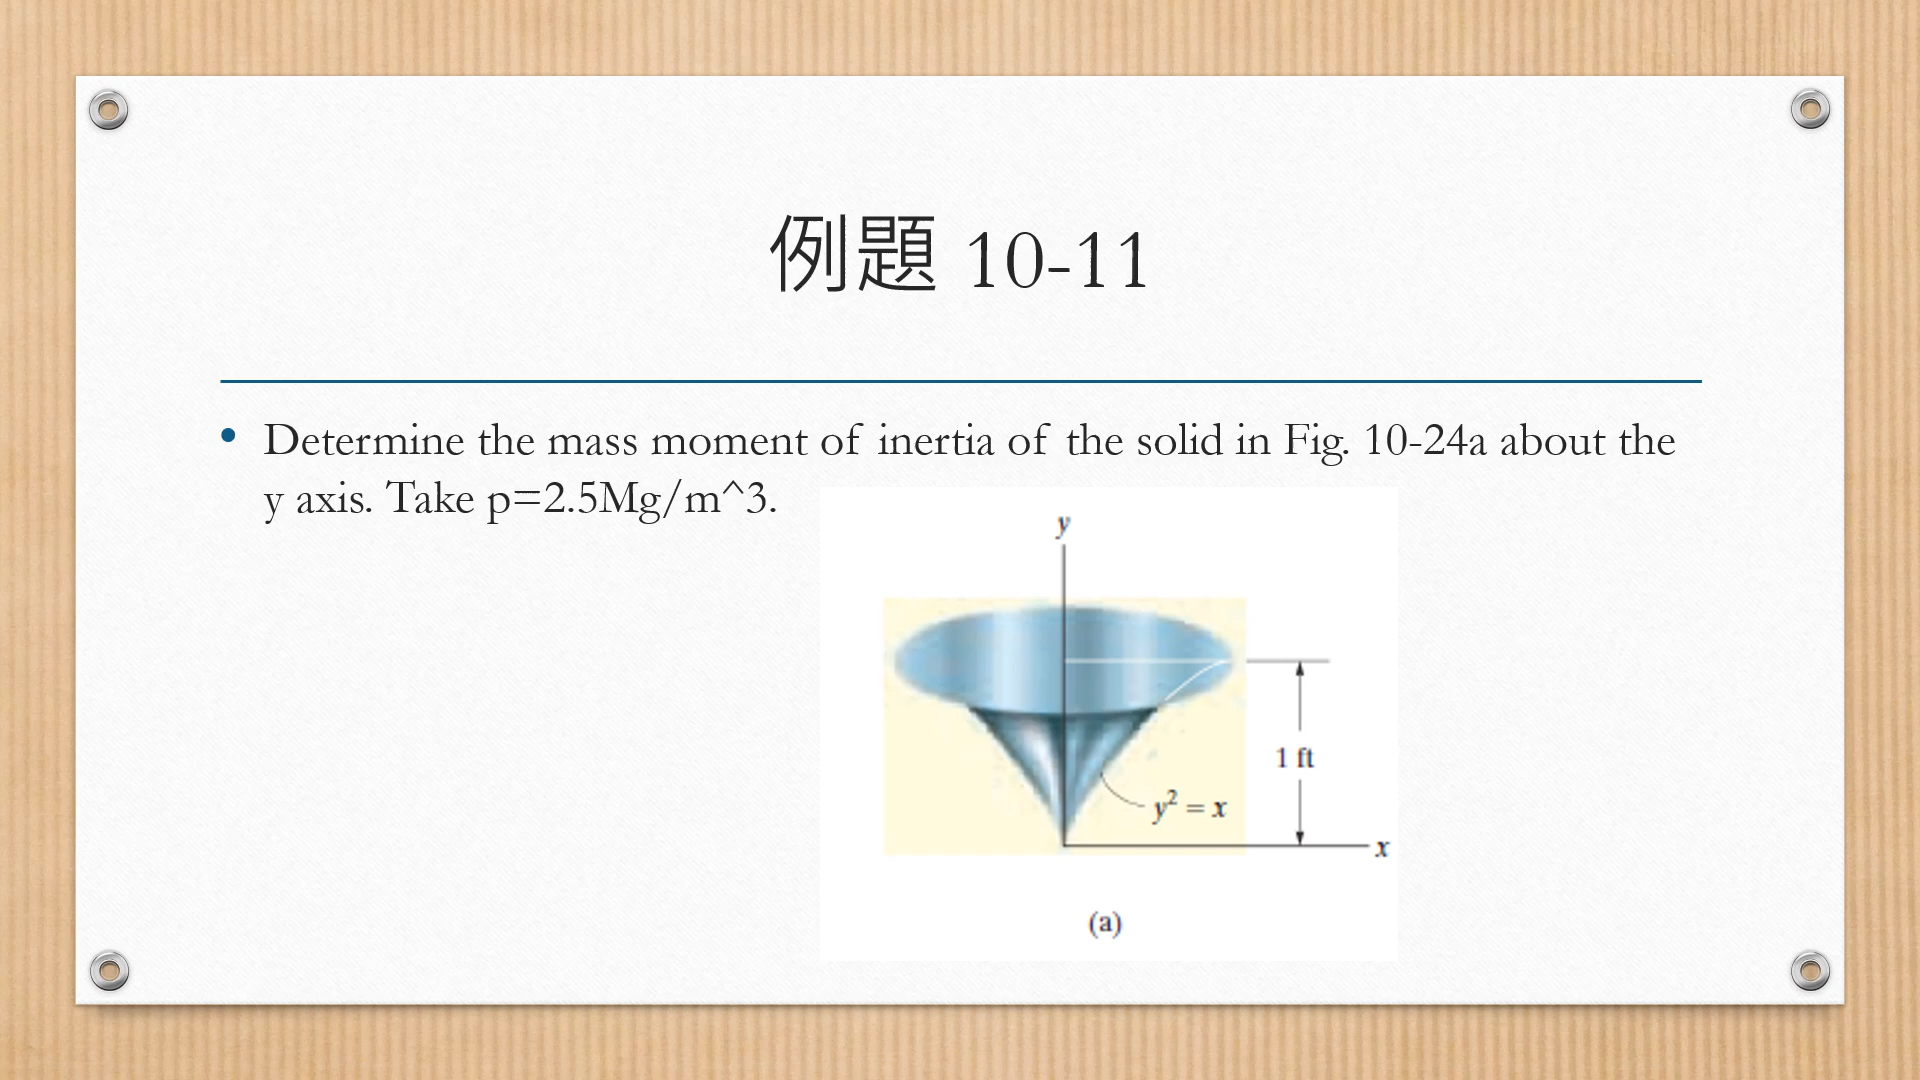 例題 10-11
• Determine the mass moment of inertia of the solid in Fig. 10-24a about the
y axis. Take p=2.5Mg/m^3.
y
1 ft
y² = x
x
(a)